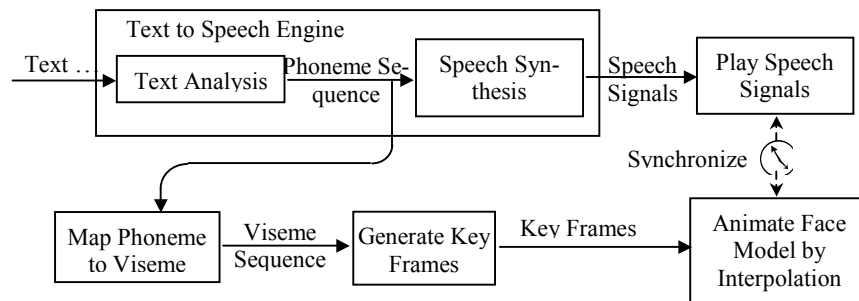 Text to Speech Engine
Text …
Text Analysis
Phoneme Se-
quence
Speech Syn-
thesis
Speech
Signals
Play Speech
Signals
Synchronize
Map Phoneme
to Viseme
Viseme
Sequence
Generate Key
Frames
Key Frames
Animate Face
Model by
Interpolation